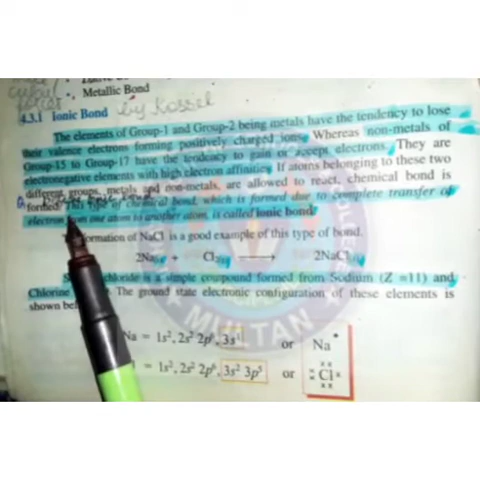 Metallic Bond
4.3.1 Ionic Bond by Kossel
The elements of Group-1 and Group-2 being metals have the tendency to lose
their valence electrons forming positively charged ions. Whereas non-metals of
Group-15 to Group-17 have the tendency to gain or accept electrons. They are
electronegative elements with high electron affinities. If atoms belonging to these two
different groups, metals and non-metals, are allowed to react, chemical bond is
formed. This type of chemical bond, which is formed due to complete transfer of
electron from one atom to another atom, is called ionic bond.
formation of NaCl is a good example of this type of bond.
2Na(s) + Cl2(g) ⟶ 2NaCl(s)
chloride is a simple compound formed from Sodium (Z =11) and
Chlorine The ground state electronic configuration of these elements is
shown
Na = 1s², 2s² 2p⁶, 3s¹ or Na
= 1s², 2s² 2p⁶, 3s² 3p⁵ or Cl
MULTAN